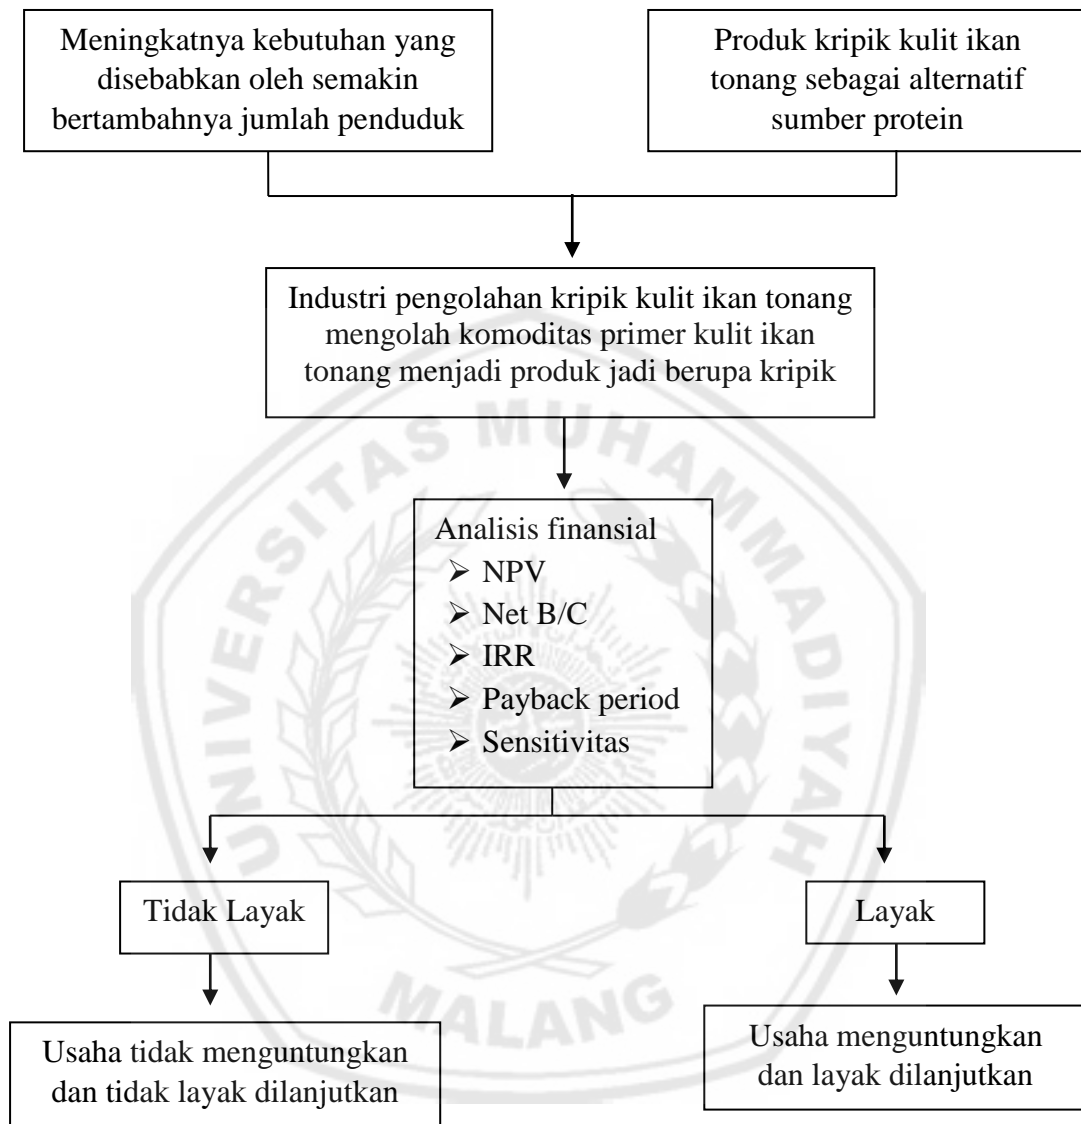 Meningkatnya kebutuhan yang
disebabkan oleh semakin
bertambahnya jumlah penduduk
Produk kripik kulit ikan
tonang sebagai alternatif
sumber protein
Industri pengolahan kripik kulit ikan tonang
mengolah komoditas primer kulit ikan
tonang menjadi produk jadi berupa kripik
Analisis finansial
➢ NPV
➢ Net B/C
➢ IRR
➢ Payback period
➢ Sensitivitas
Tidak Layak
Layak
Usaha tidak menguntungkan
dan tidak layak dilanjutkan
Usaha menguntungkan
dan layak dilanjutkan
UNIVERSITAS MUHAMMADIYAH
MALANG